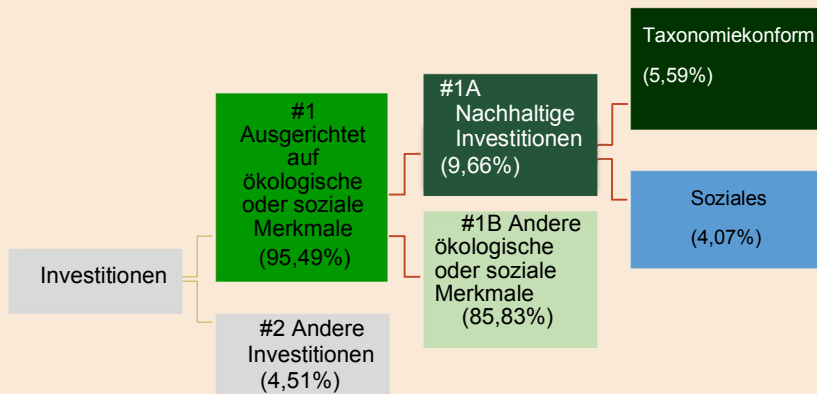 Investitionen
#1
Ausgerichtet
auf
ökologische
oder soziale
Merkmale
(95,49%)
#2 Andere
Investitionen
(4,51%)
#1A
Nachhaltige
Investitionen
(9,66%)
#1B Andere
ökologische
oder soziale
Merkmale
(85,83%)
Taxonomiekonform
(5,59%)
Soziales
(4,07%)